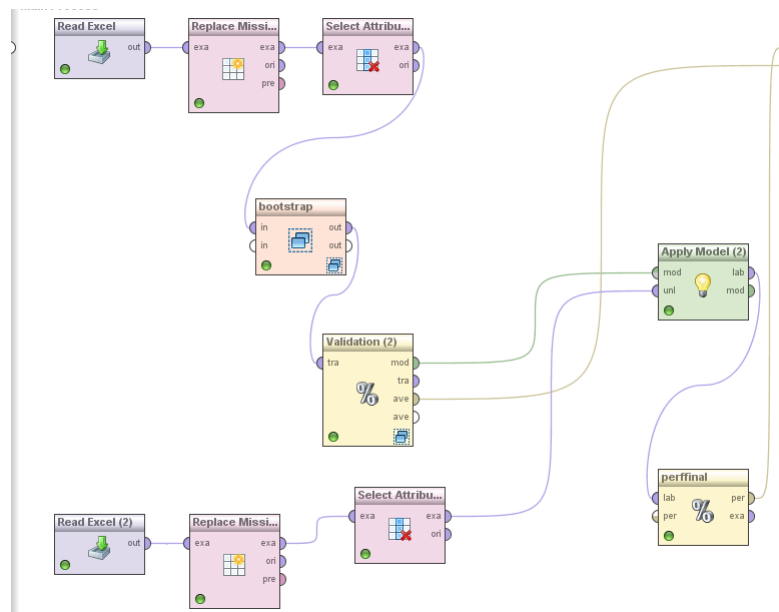 Read Excel
out
Replace Missi...
exa
exa
ori
pre
Select Attribu...
exa
exa
ori
bootstrap
in
out
in
out
Validation (2)
tra
mod
tra
ave
ave
Apply Model (2)
mod
lab
unl
mod
perffinal
lab
per
per
exa
Read Excel (2)
out
Replace Missi...
exa
exa
ori
pre
Select Attribu...
exa
exa
ori